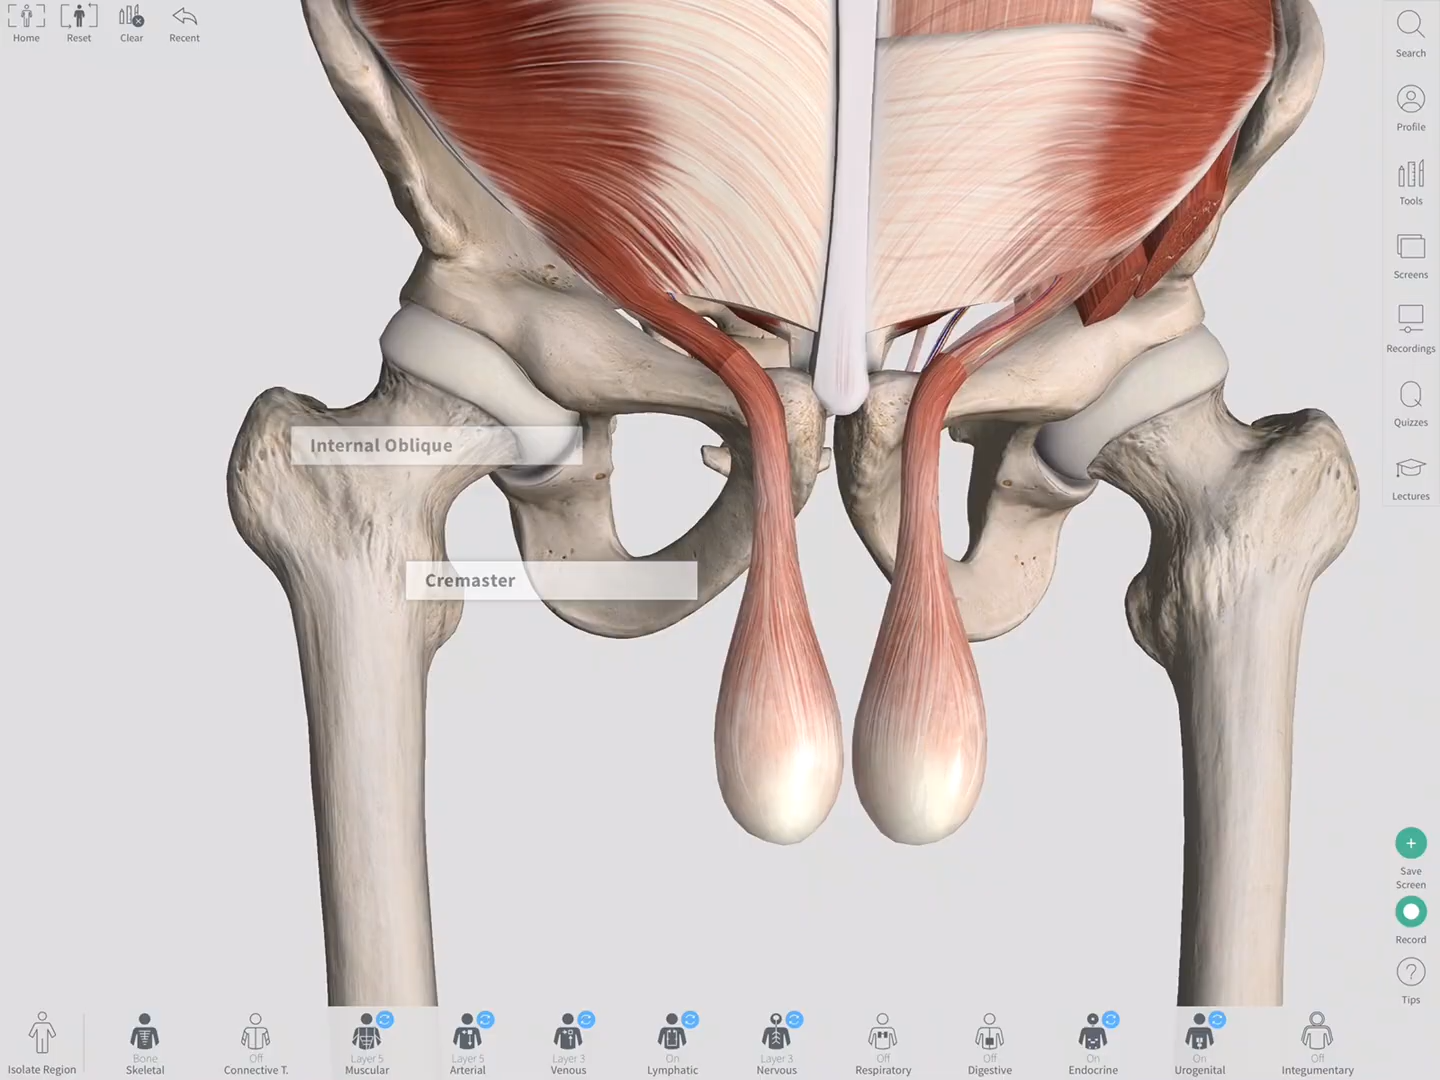 Home
Reset
Clear
Recent
Search
Profile
Tools
Screens
Recordings
Quizzes
Lectures
Internal Oblique
Cremaster
Save
Screen
Record
Tips
Isolate Region
Bone
Skeletal
Off
Connective T.
Layer 5
Muscular
Layer 5
Arterial
Layer 3
Venous
On
Lymphatic
Layer 3
Nervous
Off
Respiratory
Off
Digestive
On
Endocrine
On
Urogenital
Off
Integumentary